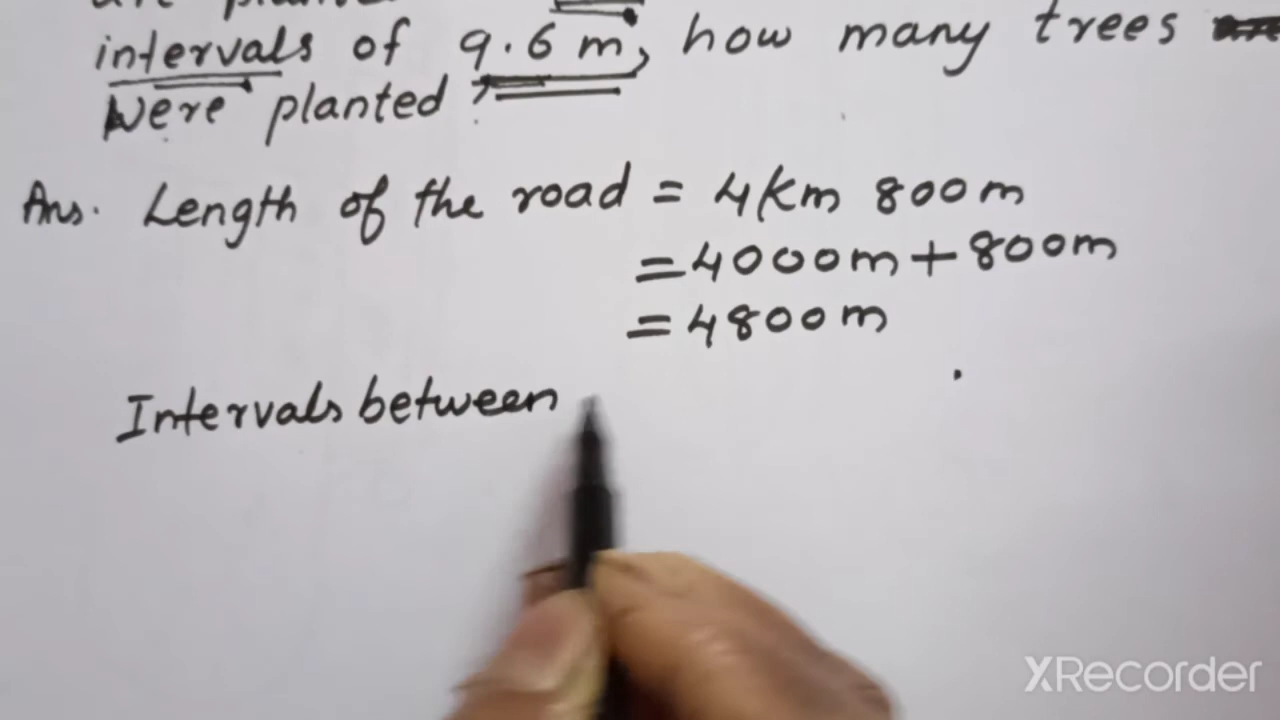 intervals of 9.6 m, how many trees
were planted ?
Ans. Length of the road = 4 km 800 m
= 4000 m + 800 m
= 4800 m
Intervals between
XRecorder